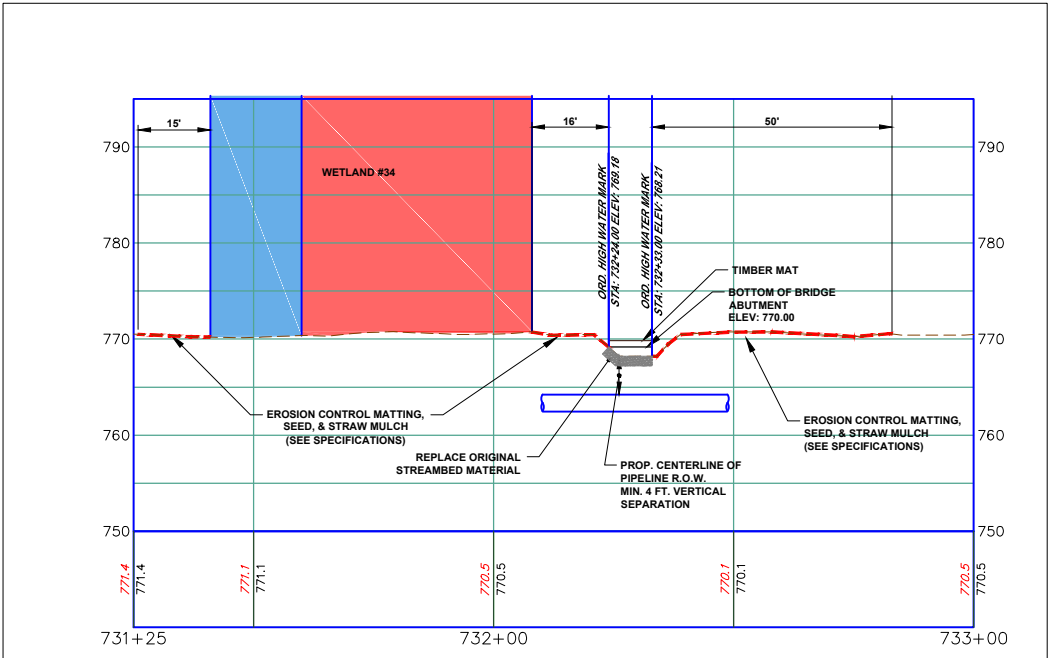 15'
16'
50'
790
790
WETLAND #34
ORD. HIGH WATER MARK
STA: 732+24.00 ELEV: 769.18
ORD. HIGH WATER MARK
STA: 732+33.00 ELEV: 768.21
780
780
TIMBER MAT
BOTTOM OF BRIDGE
ABUTMENT
ELEV: 770.00
770
770
EROSION CONTROL MATTING,
SEED, & STRAW MULCH
(SEE SPECIFICATIONS)
EROSION CONTROL MATTING,
SEED, & STRAW MULCH
(SEE SPECIFICATIONS)
760
760
REPLACE ORIGINAL
STREAMBED MATERIAL
PROP. CENTERLINE OF
PIPELINE R.O.W.
MIN. 4 FT. VERTICAL
SEPARATION
750
750
771.4
771.4
771.1
771.1
770.5
770.5
770.1
770.1
770.5
770.5
731+25
732+00
733+00